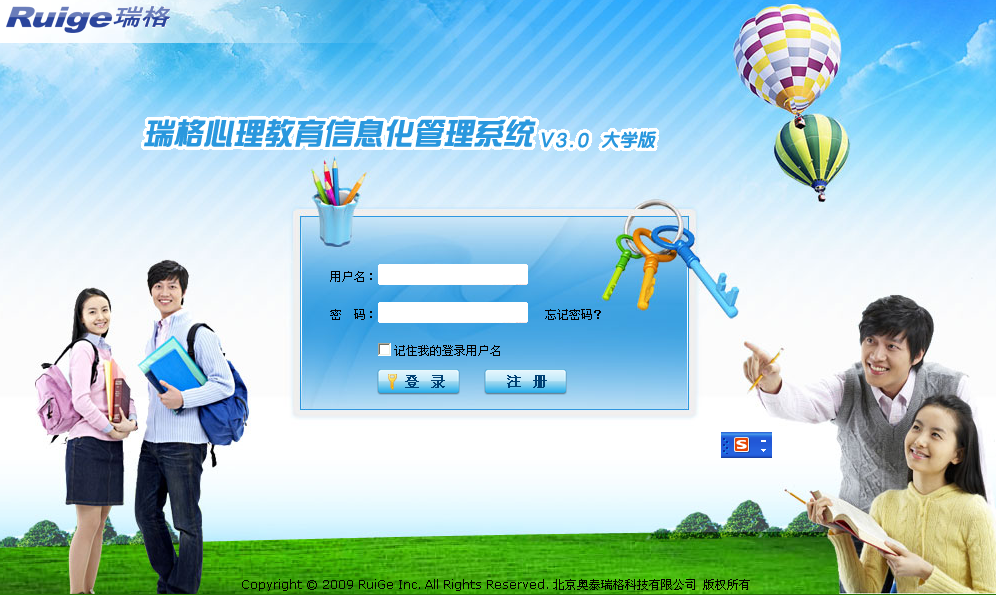 Ruige瑞格
瑞格心理教育信息化管理系统 V3.0 大学版
用户名：
密 码： 忘记密码?
记住我的登录用户名
登 录 注 册
S
Copyright © 2009 RuiGe Inc. All Rights Reserved. 北京奥泰瑞格科技有限公司 版权所有